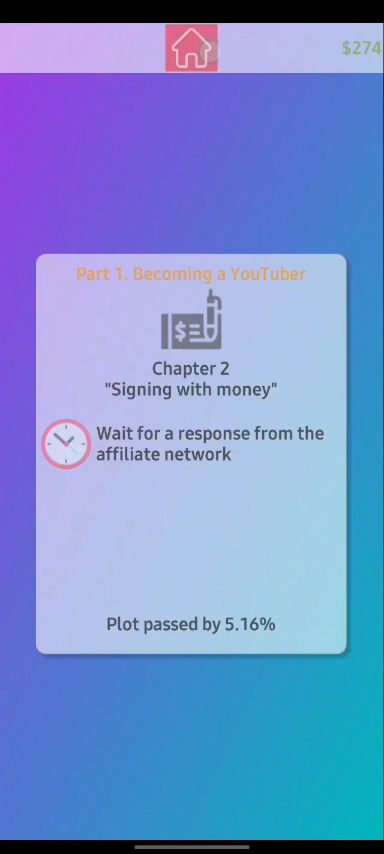 $274
Part 1. Becoming a YouTuber
Chapter 2
"Signing with money"
Wait for a response from the
affiliate network
Plot passed by 5.16%